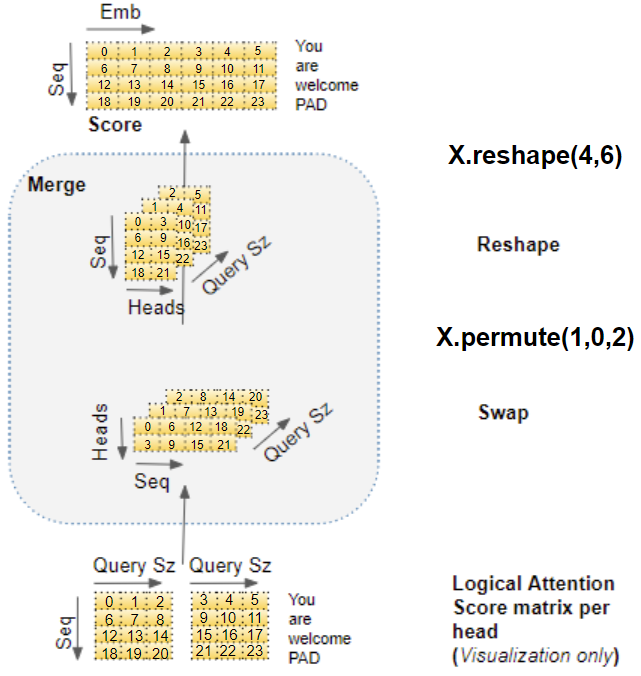 Emb
Seq
0 1 2 3 4 5 You
6 7 8 9 10 11 are
12 13 14 15 16 17 welcome
18 19 20 21 22 23 PAD
Score
X.reshape(4,6)
Merge
2 5
1 4 11
0 3 10 17
6 9 16 23
12 15 22
18 21
Seq
Heads
Query Sz
Reshape
X.permute(1,0,2)
2 8 14 20
1 7 13 19 23
0 6 12 18 22
3 9 15 21
Heads
Seq
Query Sz
Swap
Query Sz Query Sz
Seq
0 1 2 3 4 5 You
6 7 8 9 10 11 are
12 13 14 15 16 17 welcome
18 19 20 21 22 23 PAD
Logical Attention
Score matrix per
head
(Visualization only)